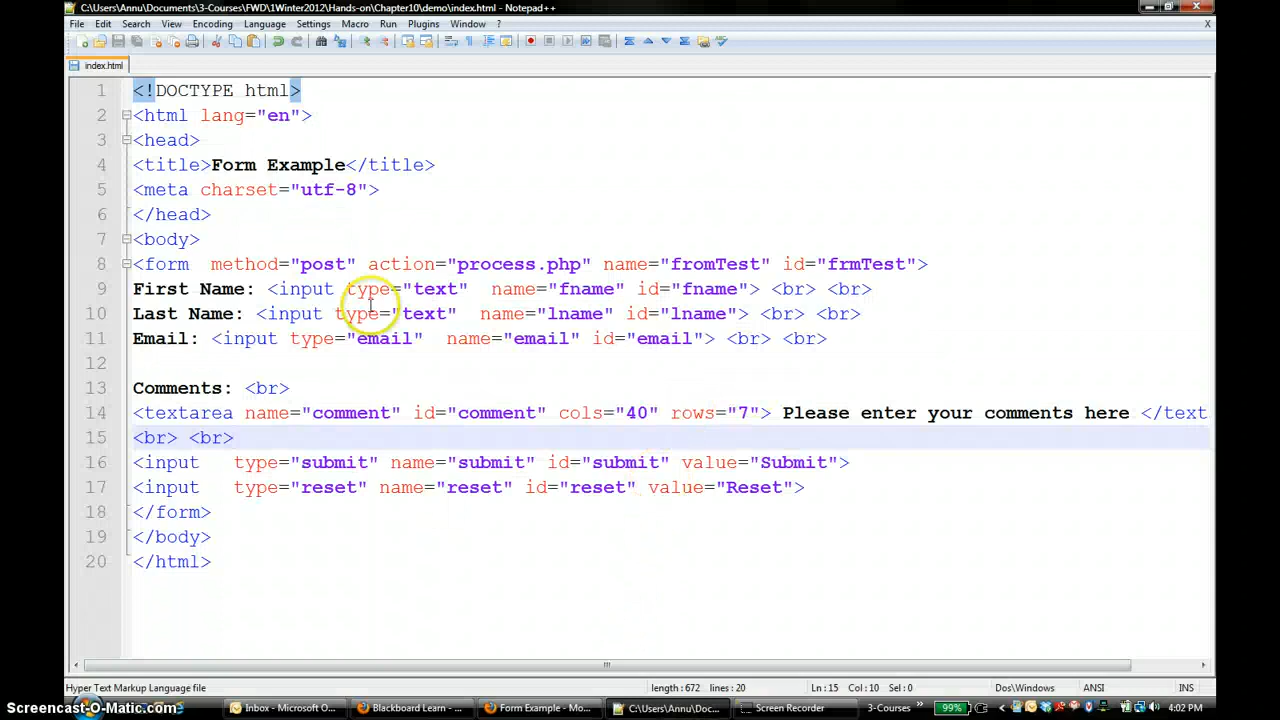 C:\Users\Annu\Documents\3-Courses\FWD\1Winter2012\Hands-on\Chapter10\demo\index.html - Notepad++
File Edit Search View Encoding Language Settings Macro Run Plugins Window ? X
index.html
1 <!DOCTYPE html>
2 <html lang="en">
3 <head>
4 <title>Form Example</title>
5 <meta charset="utf-8">
6 </head>
7 <body>
8 <form method="post" action="process.php" name="fromTest" id="frmTest">
9 First Name: <input type="text" name="fname" id="fname"> <br> <br>
10 Last Name: <input type="text" name="lname" id="lname"> <br> <br>
11 Email: <input type="email" name="email" id="email"> <br> <br>
12
13 Comments: <br>
14 <textarea name="comment" id="comment" cols="40" rows="7"> Please enter your comments here </text
15 <br> <br>
16 <input type="submit" name="submit" id="submit" value="Submit">
17 <input type="reset" name="reset" id="reset" value="Reset">
18 </form>
19 </body>
20 </html>
Hyper Text Markup Language file length:672 lines:20 Ln:15 Col:10 Sel:0 Dos\Windows ANSI INS
Screencast-O-Matic.com Inbox - Microsoft O... Blackboard Learn - ... Form Example - Mo... C:\Users\Annu\Doc... Screen Recorder 3-Courses 99% 4:02 PM